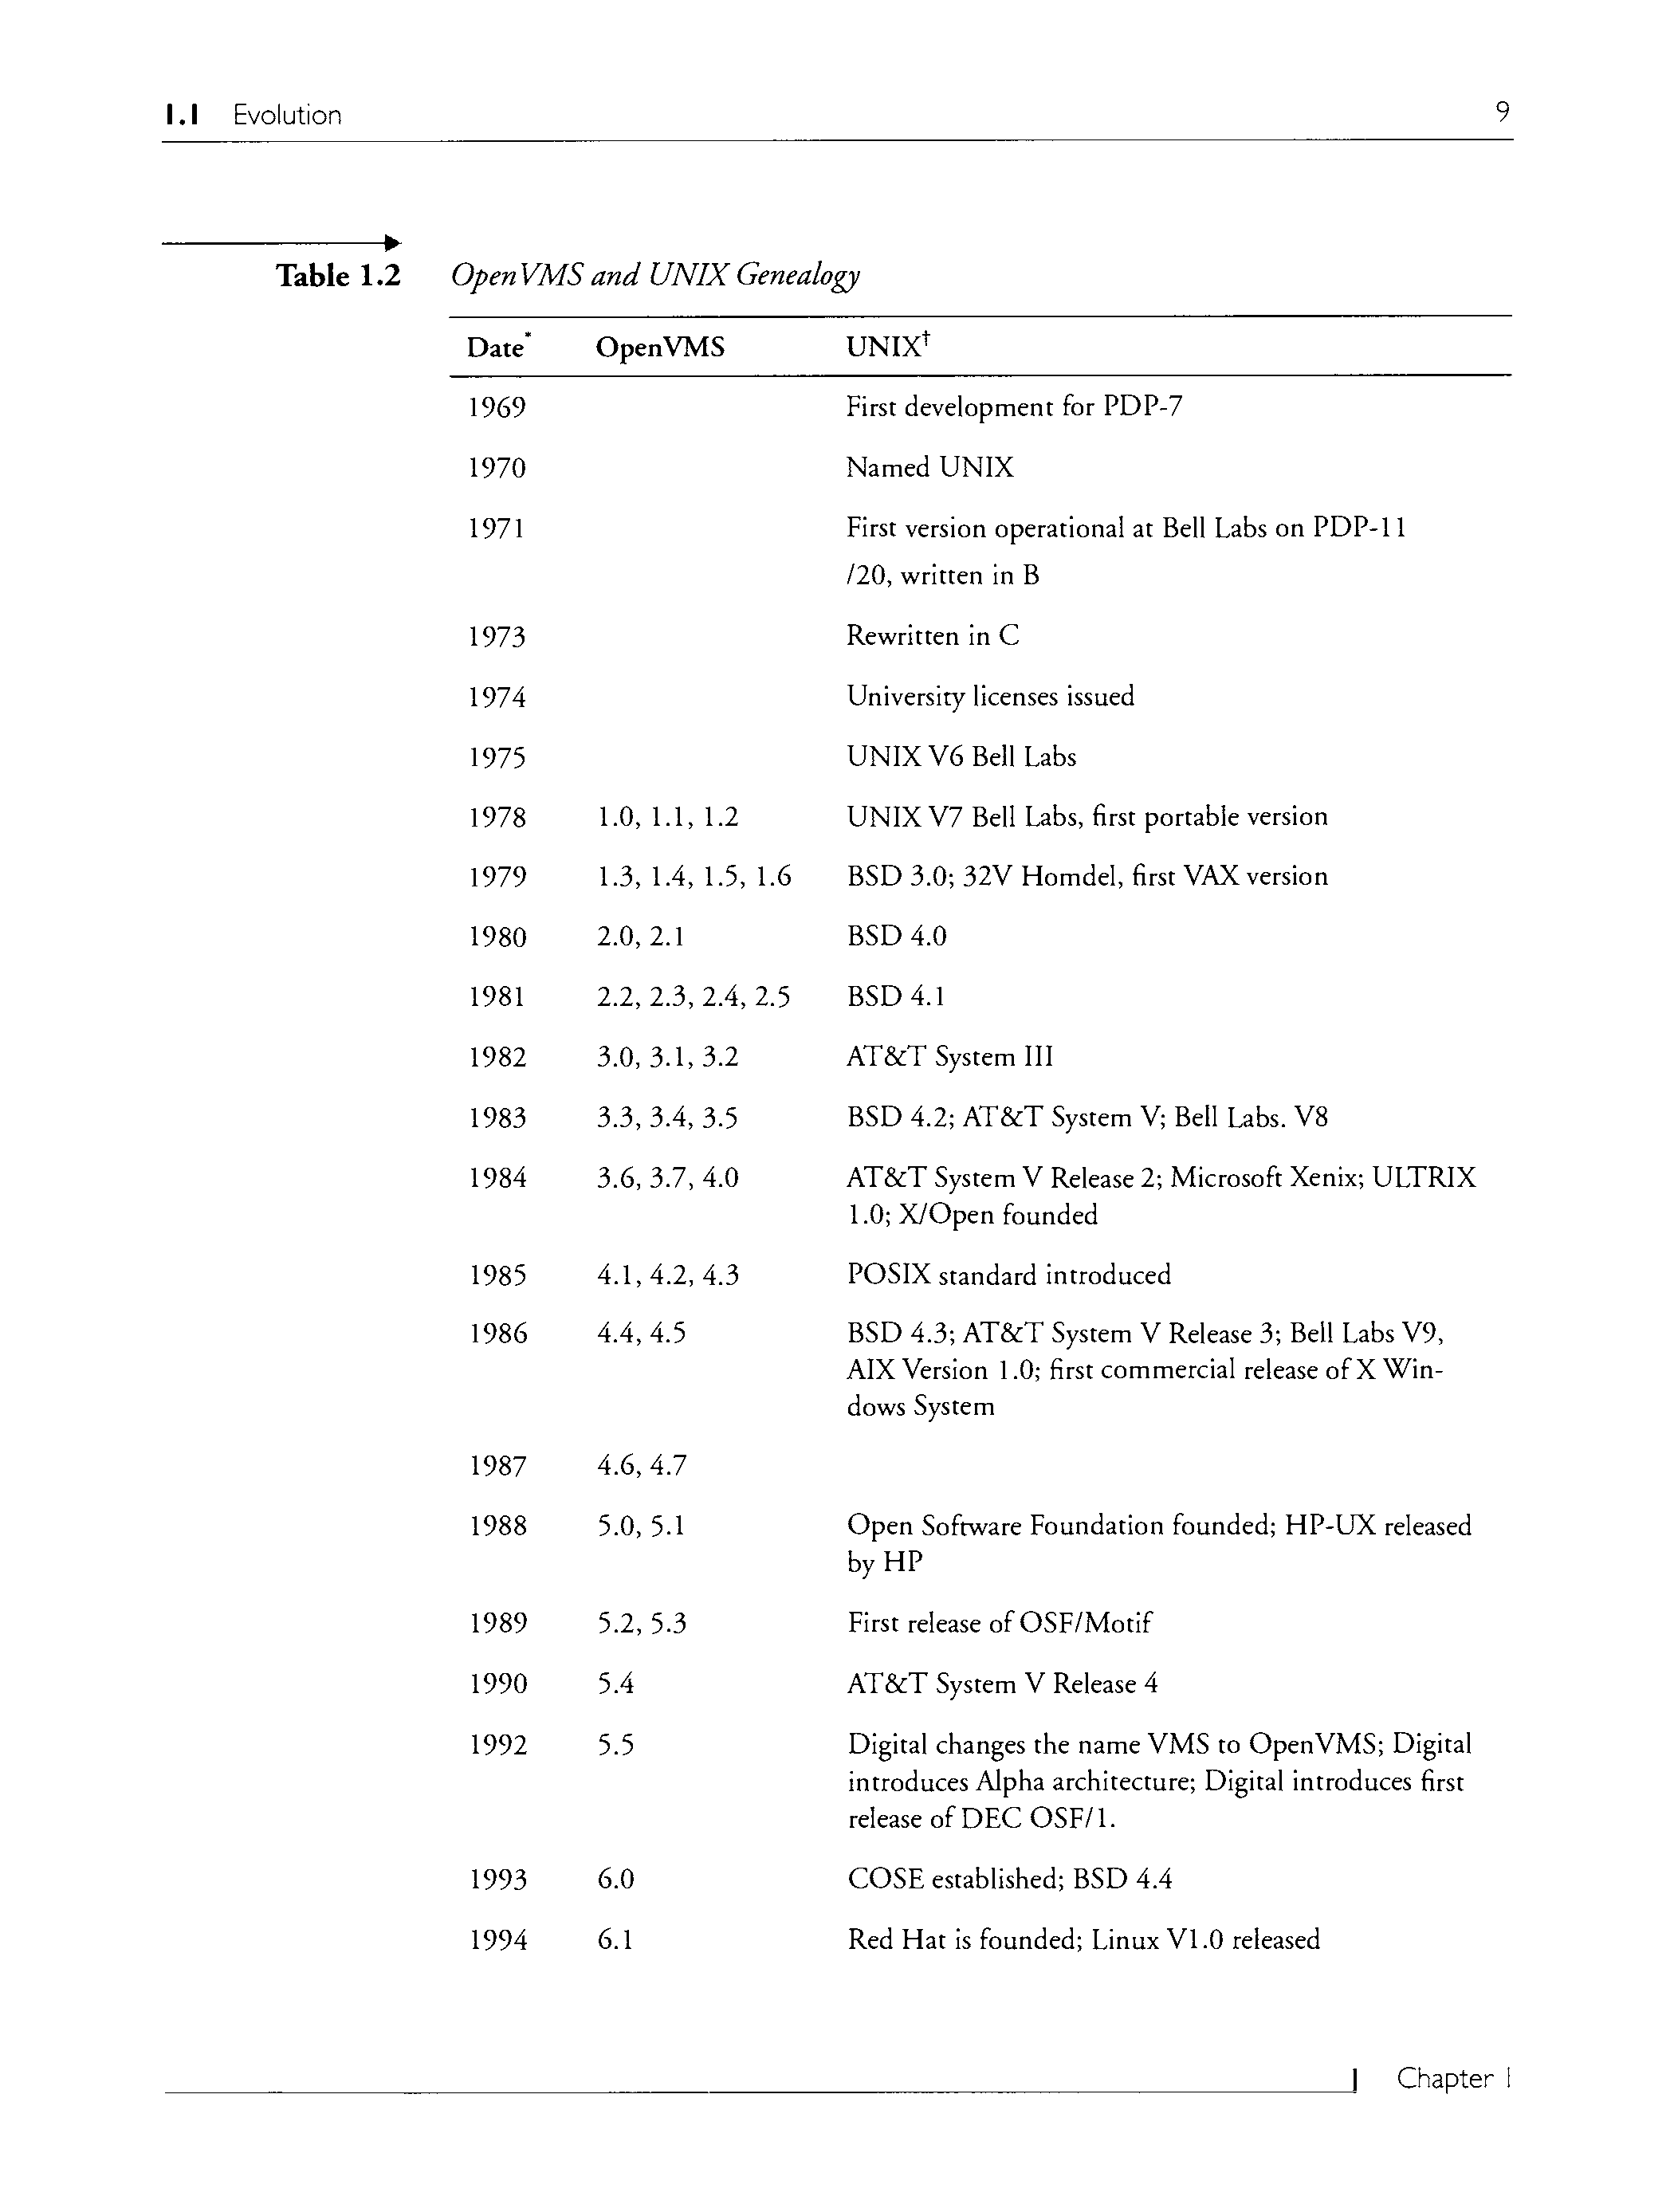 1.1 Evolution 9
Table 1.2 OpenVMS and UNIX Genealogy
Date* OpenVMS UNIX†
1969 First development for PDP-7
1970 Named UNIX
1971 First version operational at Bell Labs on PDP-11
/20, written in B
1973 Rewritten in C
1974 University licenses issued
1975 UNIX V6 Bell Labs
1978 1.0, 1.1, 1.2 UNIX V7 Bell Labs, first portable version
1979 1.3, 1.4, 1.5, 1.6 BSD 3.0; 32V Homdel, first VAX version
1980 2.0, 2.1 BSD 4.0
1981 2.2, 2.3, 2.4, 2.5 BSD 4.1
1982 3.0, 3.1, 3.2 AT&T System III
1983 3.3, 3.4, 3.5 BSD 4.2; AT&T System V; Bell Labs. V8
1984 3.6, 3.7, 4.0 AT&T System V Release 2; Microsoft Xenix; ULTRIX
1.0; X/Open founded
1985 4.1, 4.2, 4.3 POSIX standard introduced
1986 4.4, 4.5 BSD 4.3; AT&T System V Release 3; Bell Labs V9,
AIX Version 1.0; first commercial release of X Win-
dows System
1987 4.6, 4.7
1988 5.0, 5.1 Open Software Foundation founded; HP-UX released
by HP
1989 5.2, 5.3 First release of OSF/Motif
1990 5.4 AT&T System V Release 4
1992 5.5 Digital changes the name VMS to OpenVMS; Digital
introduces Alpha architecture; Digital introduces first
release of DEC OSF/1.
1993 6.0 COSE established; BSD 4.4
1994 6.1 Red Hat is founded; Linux V1.0 released
Chapter 1